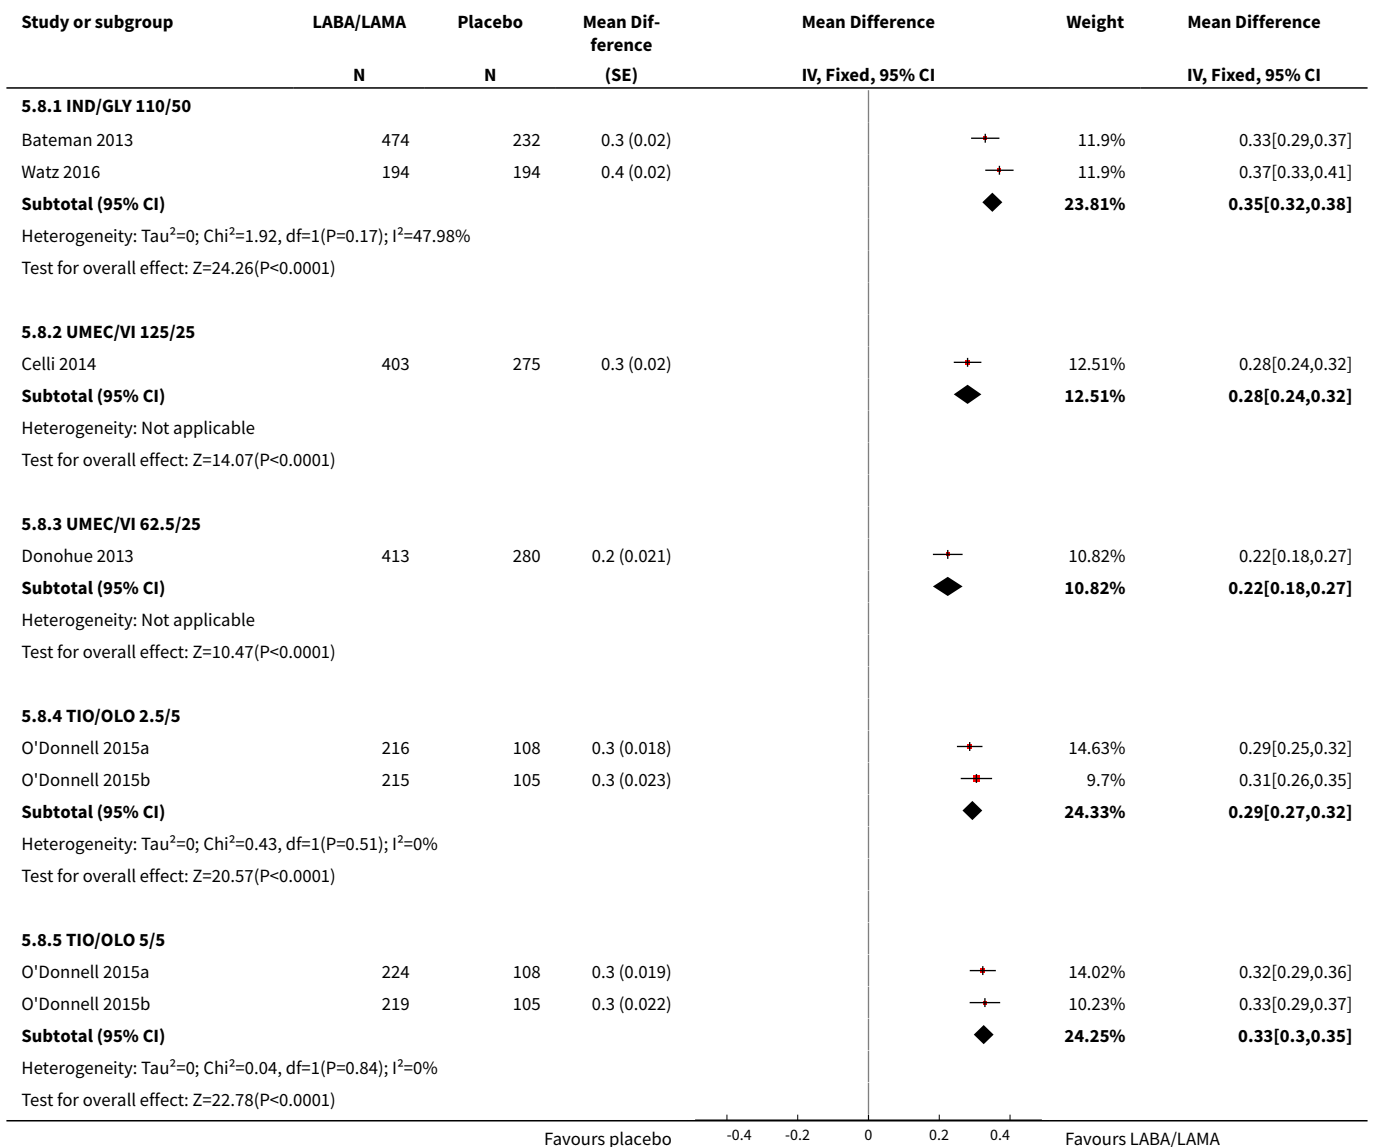 Study or subgroup LABA/LAMA Placebo Mean Dif- Mean Difference Weight Mean Difference
ference
N N (SE) IV, Fixed, 95% CI IV, Fixed, 95% CI
5.8.1 IND/GLY 110/50
Bateman 2013 474 232 0.3 (0.02) 11.9% 0.33[0.29,0.37]
Watz 2016 194 194 0.4 (0.02) 11.9% 0.37[0.33,0.41]
Subtotal (95% CI) 23.81% 0.35[0.32,0.38]
Heterogeneity: Tau²=0; Chi²=1.92, df=1(P=0.17); I²=47.98%
Test for overall effect: Z=24.26(P<0.0001)
5.8.2 UMEC/VI 125/25
Celli 2014 403 275 0.3 (0.02) 12.51% 0.28[0.24,0.32]
Subtotal (95% CI) 12.51% 0.28[0.24,0.32]
Heterogeneity: Not applicable
Test for overall effect: Z=14.07(P<0.0001)
5.8.3 UMEC/VI 62.5/25
Donohue 2013 413 280 0.2 (0.021) 10.82% 0.22[0.18,0.27]
Subtotal (95% CI) 10.82% 0.22[0.18,0.27]
Heterogeneity: Not applicable
Test for overall effect: Z=10.47(P<0.0001)
5.8.4 TIO/OLO 2.5/5
O'Donnell 2015a 216 108 0.3 (0.018) 14.63% 0.29[0.25,0.32]
O'Donnell 2015b 215 105 0.3 (0.023) 9.7% 0.31[0.26,0.35]
Subtotal (95% CI) 24.33% 0.29[0.27,0.32]
Heterogeneity: Tau²=0; Chi²=0.43, df=1(P=0.51); I²=0%
Test for overall effect: Z=20.57(P<0.0001)
5.8.5 TIO/OLO 5/5
O'Donnell 2015a 224 108 0.3 (0.019) 14.02% 0.32[0.29,0.36]
O'Donnell 2015b 219 105 0.3 (0.022) 10.23% 0.33[0.29,0.37]
Subtotal (95% CI) 24.25% 0.33[0.3,0.35]
Heterogeneity: Tau²=0; Chi²=0.04, df=1(P=0.84); I²=0%
Test for overall effect: Z=22.78(P<0.0001)
Favours placebo -0.4 -0.2 0 0.2 0.4 Favours LABA/LAMA